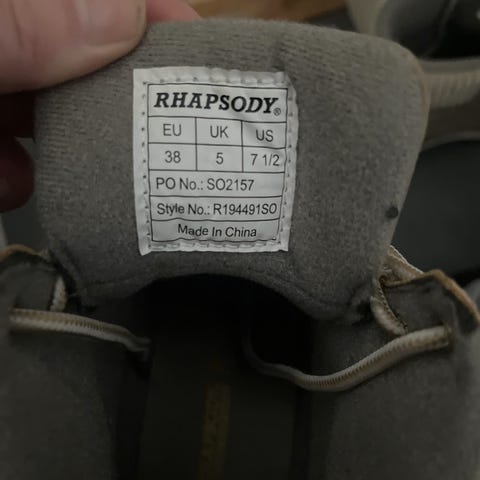 RHAPSODY®
EU UK US
38 5 7 1/2
PO No.: SO2157
Style No.: R194491SO
Made In China